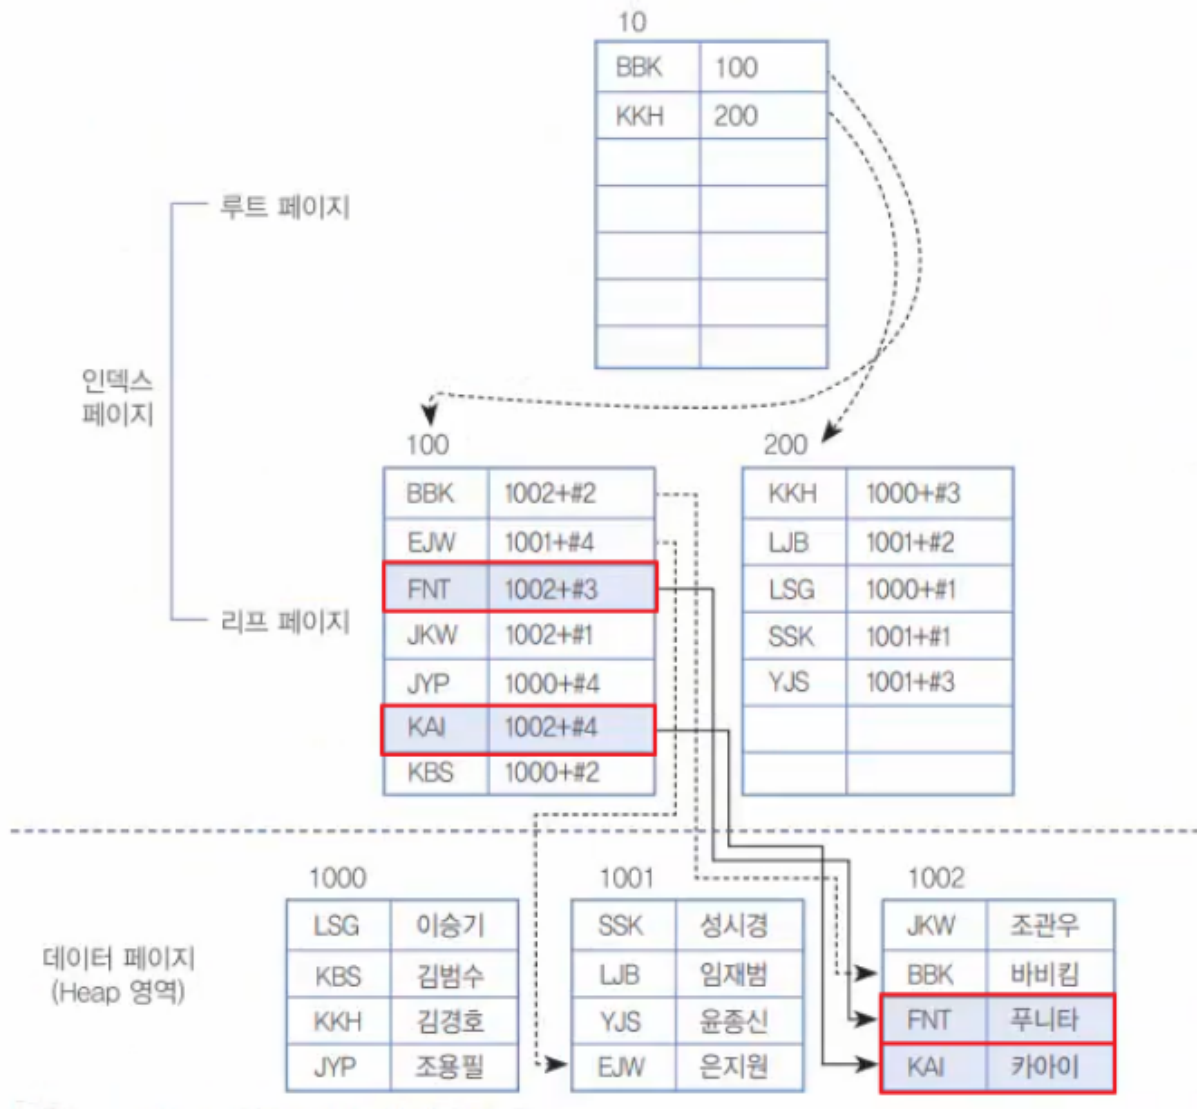 10
BBK 100
KKH 200
루트 페이지
인덱스
페이지
리프 페이지
100
BBK 1002+#2
EJW 1001+#4
FNT 1002+#3
JKW 1002+#1
JYP 1000+#4
KAI 1002+#4
KBS 1000+#2
200
KKH 1000+#3
LJB 1001+#2
LSG 1000+#1
SSK 1001+#1
YJS 1001+#3
데이터 페이지
(Heap 영역)
1000
LSG 이승기
KBS 김범수
KKH 김경호
JYP 조용필
1001
SSK 성시경
LJB 임재범
YJS 윤종신
EJW 은지원
1002
JKW 조관우
BBK 바비킴
FNT 푸니타
KAI 카아이